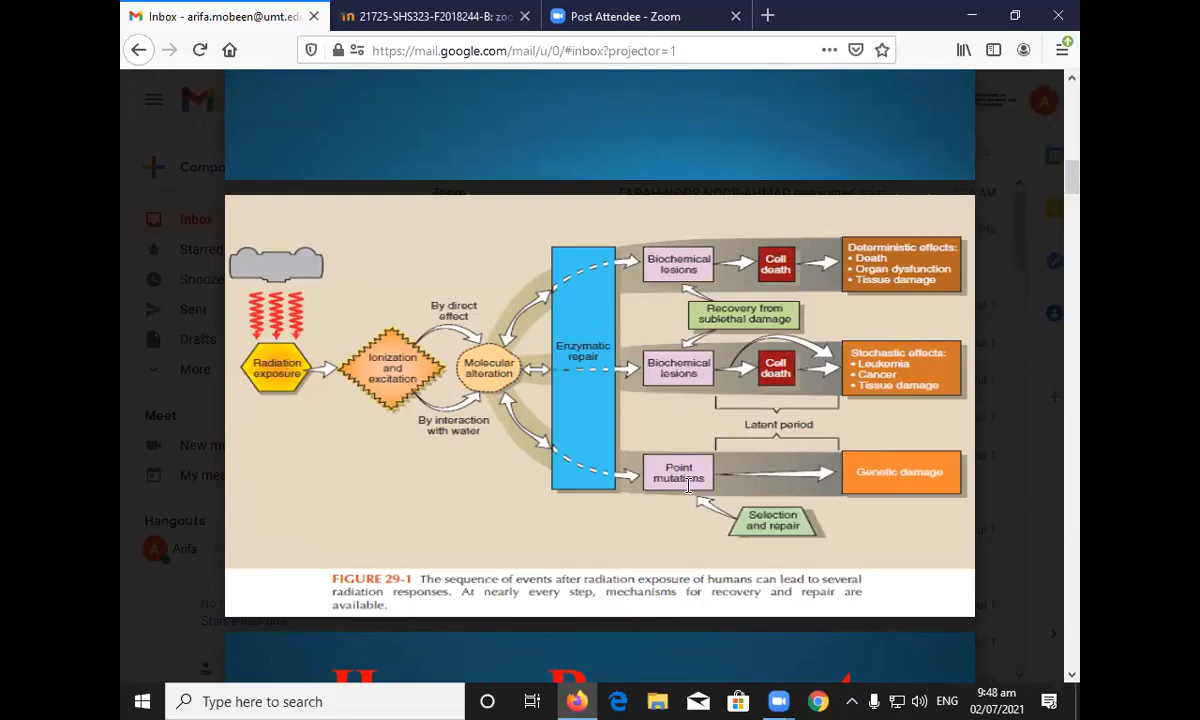 Inbox - arifa.mobeen@umt.edu
21725-SHS323-F2018244-B: zoo
Post Attendee - Zoom
https://mail.google.com/mail/u/0/#inbox?projector=1
Compo
Inbox
Starred
Snooze
Sent
Drafts
More
Meet
New me
My mee
Hangouts
Arifa
A
A
Radiation
exposure
Ionization
and
excitation
By direct
effect
By interaction
with water
Molecular
alteration
Enzymatic
repair
Biochemical
lesions
Cell
death
Deterministic effects:
• Death
• Organ dysfunction
• Tissue damage
Recovery from
sublethal damage
Biochemical
lesions
Cell
death
Stochastic effects:
• Leukemia
• Cancer
• Tissue damage
Latent period
Point
mutations
Genetic damage
Selection
and repair
FIGURE 29-1 The sequence of events after radiation exposure of humans can lead to several
radiation responses. At nearly every step, mechanisms for recovery and repair are
available.
Type here to search
ENG
9:48 am
02/07/2021